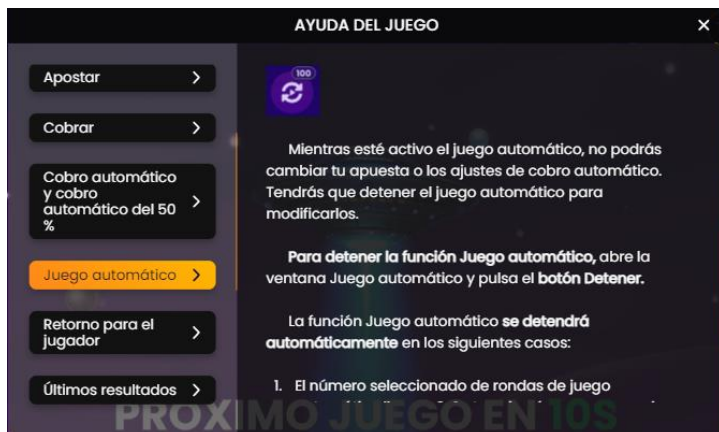 AYUDA DEL JUEGO
Apostar
Cobrar
Cobro automático
y cobro
automático del 50
%
Juego automático
Retorno para el
jugador
Últimos resultados
100
Mientras esté activo el juego automático, no podrás
cambiar tu apuesta o los ajustes de cobro automático.
Tendrás que detener el juego automático para
modificarlos.
Para detener la función Juego automático, abre la
ventana Juego automático y pulsa el botón Detener.
La función Juego automático se detendrá
automáticamente en los siguientes casos:
1. El número seleccionado de rondas de juego
PRÓXIMO JUEGO EN 10S